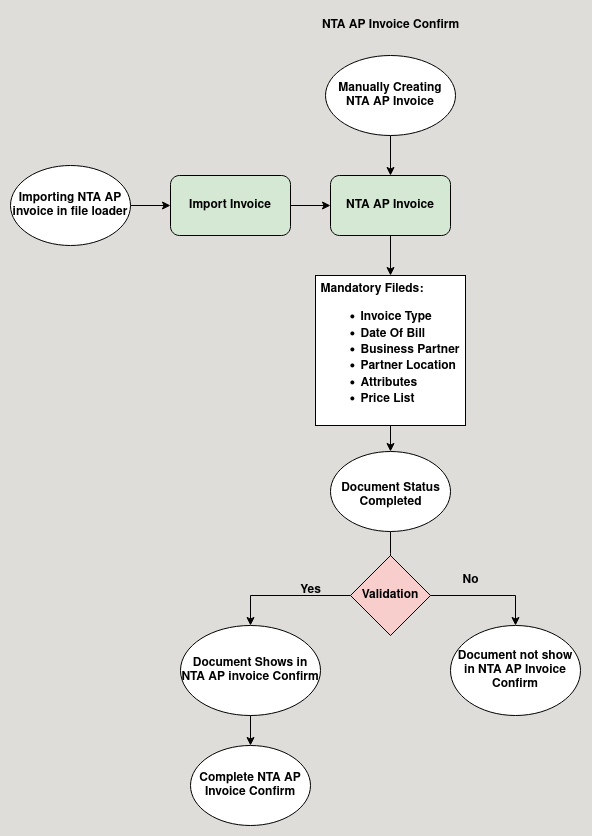 NTA AP Invoice Confirm
Manually Creating
NTA AP Invoice
Importing NTA AP
invoice in file loader
Import Invoice
NTA AP Invoice
Mandatory Fileds:
• Invoice Type
• Date Of Bill
• Business Partner
• Partner Location
• Attributes
• Price List
Document Status
Completed
Validation
Yes
No
Document Shows in
NTA AP invoice Confirm
Document not show
in NTA AP Invoice
Confirm
Complete NTA AP
Invoice Confirm